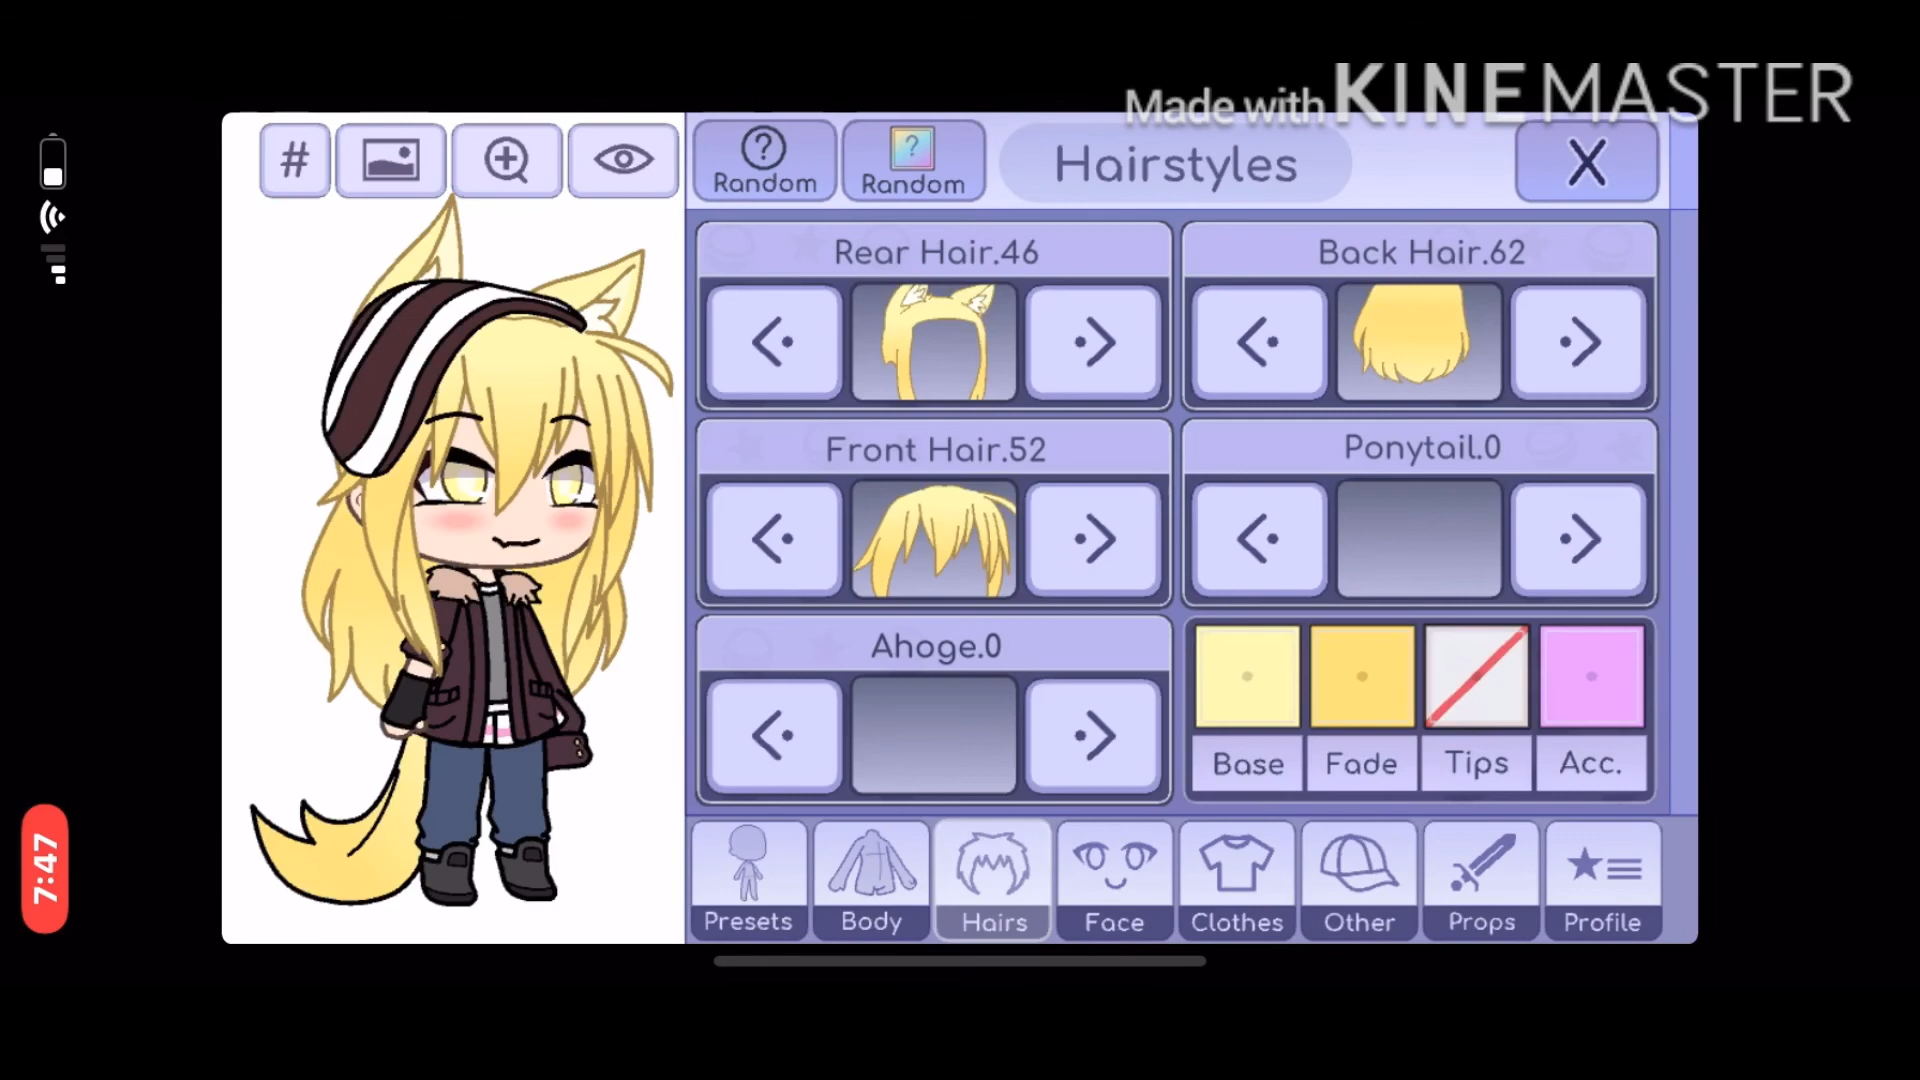 Made with KINEMASTER
#
? Random
? Random
Hairstyles
X
Rear Hair.46
Back Hair.62
Front Hair.52
Ponytail.0
Ahoge.0
Base
Fade
Tips
Acc.
7:47
Presets
Body
Hairs
Face
Clothes
Other
Props
Profile